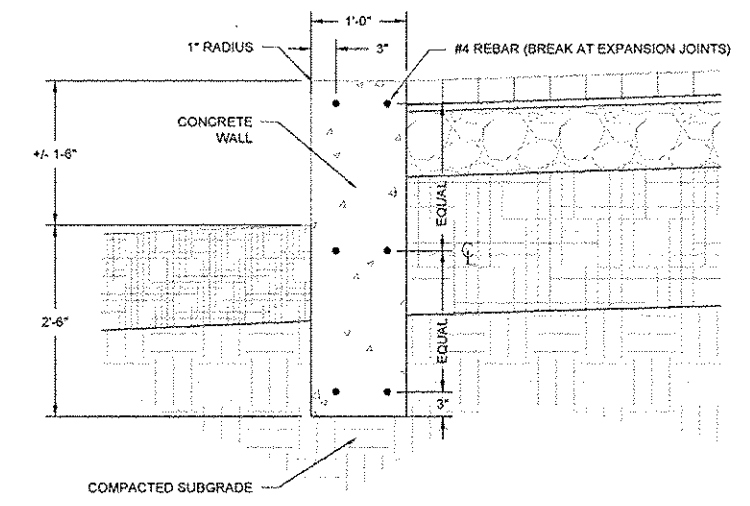 1'-0"
1" RADIUS
3"
#4 REBAR (BREAK AT EXPANSION JOINTS)
CONCRETE
WALL
+/- 1'-6"
EQUAL
℄
2'-6"
EQUAL
3"
COMPACTED SUBGRADE